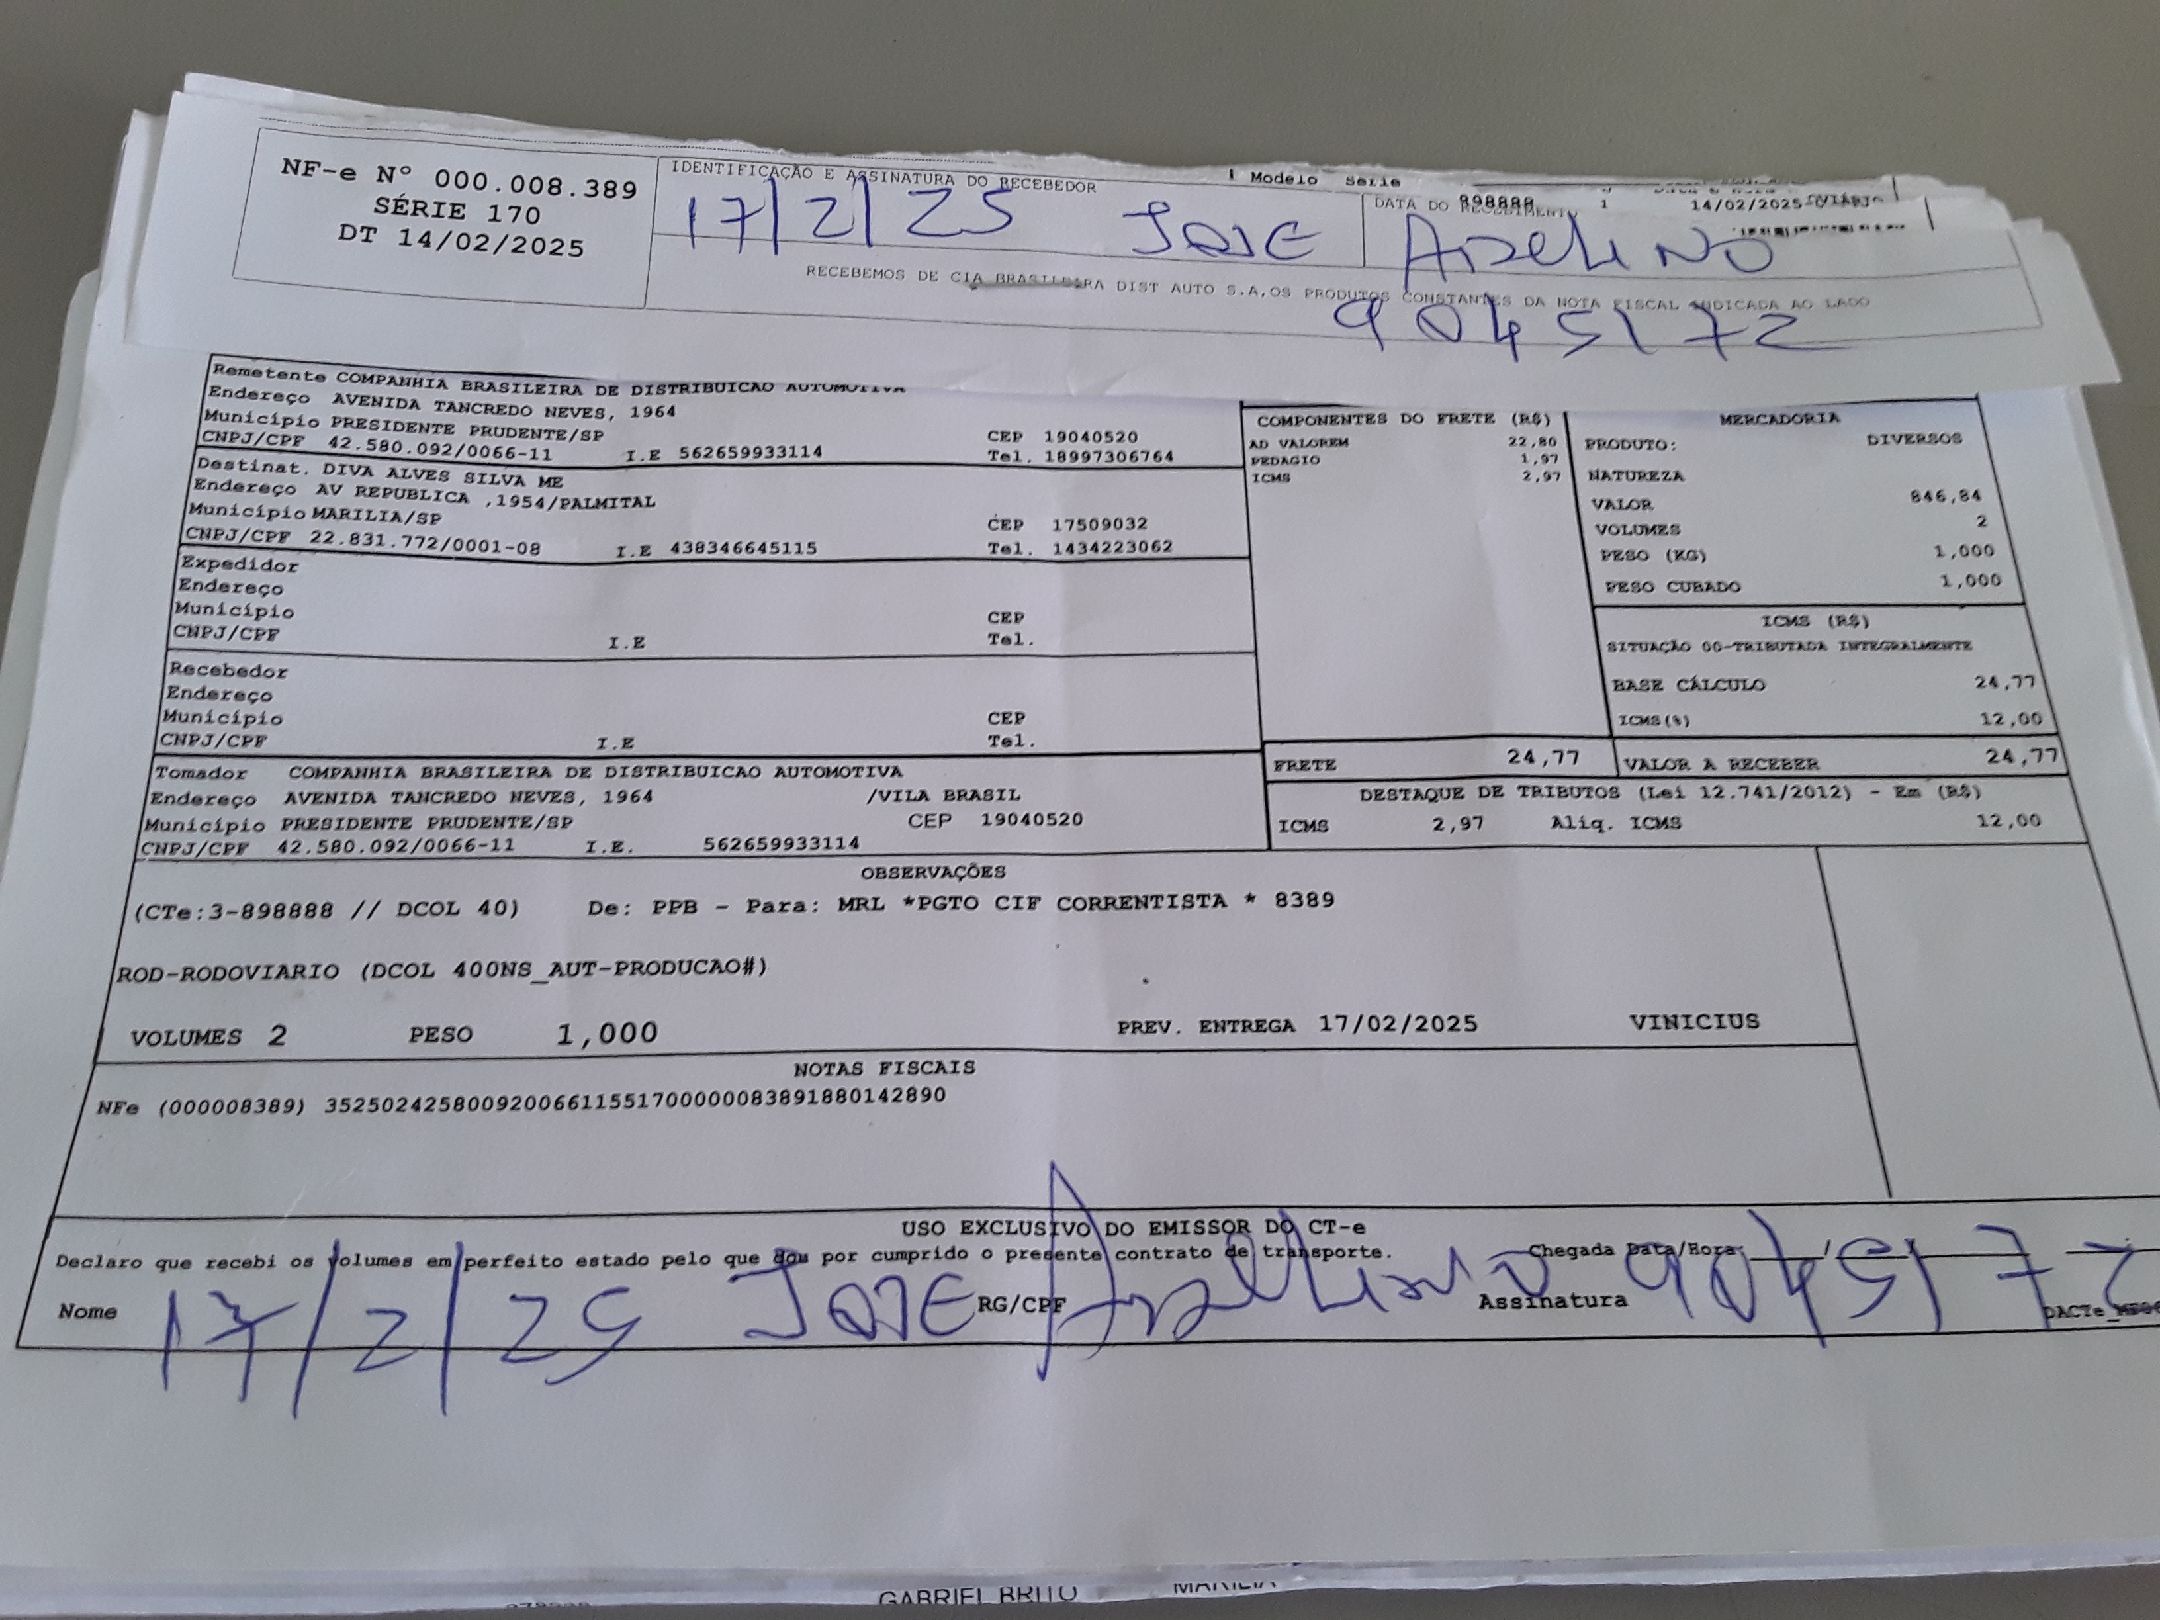 NF-e Nº 000.008.389
SÉRIE 170
DT 14/02/2025
IDENTIFICAÇÃO E ASSINATURA DO RECEBEDOR
Modelo Serie
898888 1 14/02/2025
DATA DO RECEBIMENTO
17/2/25 JOSE Adelino
RECEBEMOS DE CIA BRASILEIRA DIST AUTO S.A,OS PRODUTOS CONSTANTES DA NOTA FISCAL INDICADA AO LADO
9045172
Remetente COMPANHIA BRASILEIRA DE DISTRIBUICAO AUTOMOTIVA
Endereço AVENIDA TANCREDO NEVES, 1964
Município PRESIDENTE PRUDENTE/SP CEP 19040520
CNPJ/CPF 42.580.092/0066-11 I.E 562659933114 Tel. 18997306764
Destinat. DIVA ALVES SILVA ME
Endereço AV REPUBLICA ,1954/PALMITAL
Município MARILIA/SP CEP 17509032
CNPJ/CPF 22.831.772/0001-08 I.E 438346645115 Tel. 1434223062
Expedidor
Endereço
Município CEP
CNPJ/CPF I.E Tel.
Recebedor
Endereço
Município CEP
CNPJ/CPF I.E Tel.
Tomador COMPANHIA BRASILEIRA DE DISTRIBUICAO AUTOMOTIVA
Endereço AVENIDA TANCREDO NEVES, 1964 /VILA BRASIL
Município PRESIDENTE PRUDENTE/SP CEP 19040520
CNPJ/CPF 42.580.092/0066-11 I.E. 562659933114
COMPONENTES DO FRETE (R$)
AD VALOREM 22,80
PEDAGIO 1,97
ICMS 2,97
FRETE 24,77
MERCADORIA
PRODUTO: DIVERSOS
NATUREZA
VALOR 846,84
VOLUMES 2
PESO (KG) 1,000
PESO CUBADO 1,000
ICMS (R$)
SITUAÇÃO 00-TRIBUTADA INTEGRALMENTE
BASE CÁLCULO 24,77
ICMS(%) 12,00
VALOR A RECEBER 24,77
DESTAQUE DE TRIBUTOS (Lei 12.741/2012) - Em (R$)
ICMS 2,97 Aliq. ICMS 12,00
OBSERVAÇÕES
(CTe:3-898888 // DCOL 40) De: PPB - Para: MRL *PGTO CIF CORRENTISTA * 8389
ROD-RODOVIARIO (DCOL 400NS_AUT-PRODUCAO#)
VOLUMES 2 PESO 1,000 PREV. ENTREGA 17/02/2025 VINICIUS
NOTAS FISCAIS
NFe (000008389) 35250242580092006611551700000083891880142890
USO EXCLUSIVO DO EMISSOR DO CT-e
Declaro que recebi os volumes em perfeito estado pelo que dou por cumprido o presente contrato de transporte. Chegada Data/Hora / 
Nome RG/CPF Assinatura
17/2/25 JOSE Adelino 9045172
DACTe
GABRIEL BRITO MARILIA